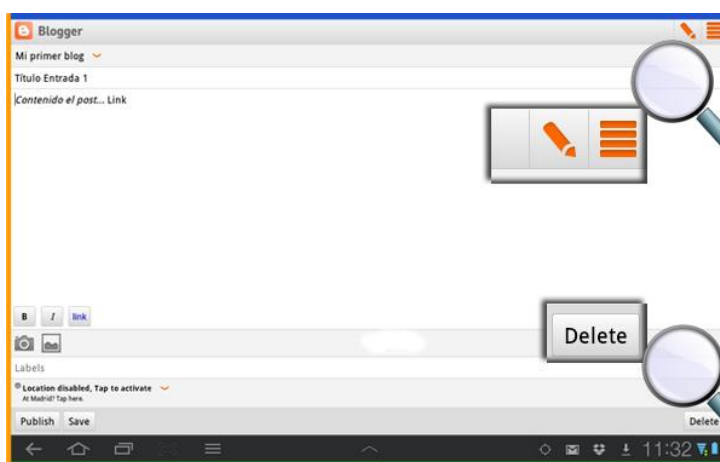 Blogger
Mi primer blog
Título Entrada 1
Contenido el post... Link
B I link
Delete
Labels
Location disabled, Tap to activate
At Madrid? Tap here.
Publish Save Delete
11:32